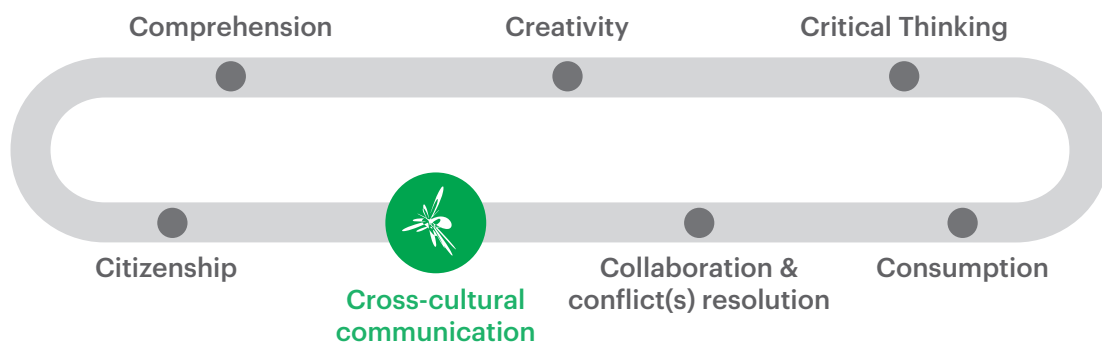 Comprehension
Creativity
Critical Thinking
Citizenship
Cross-cultural
communication
Collaboration &
conflict(s) resolution
Consumption